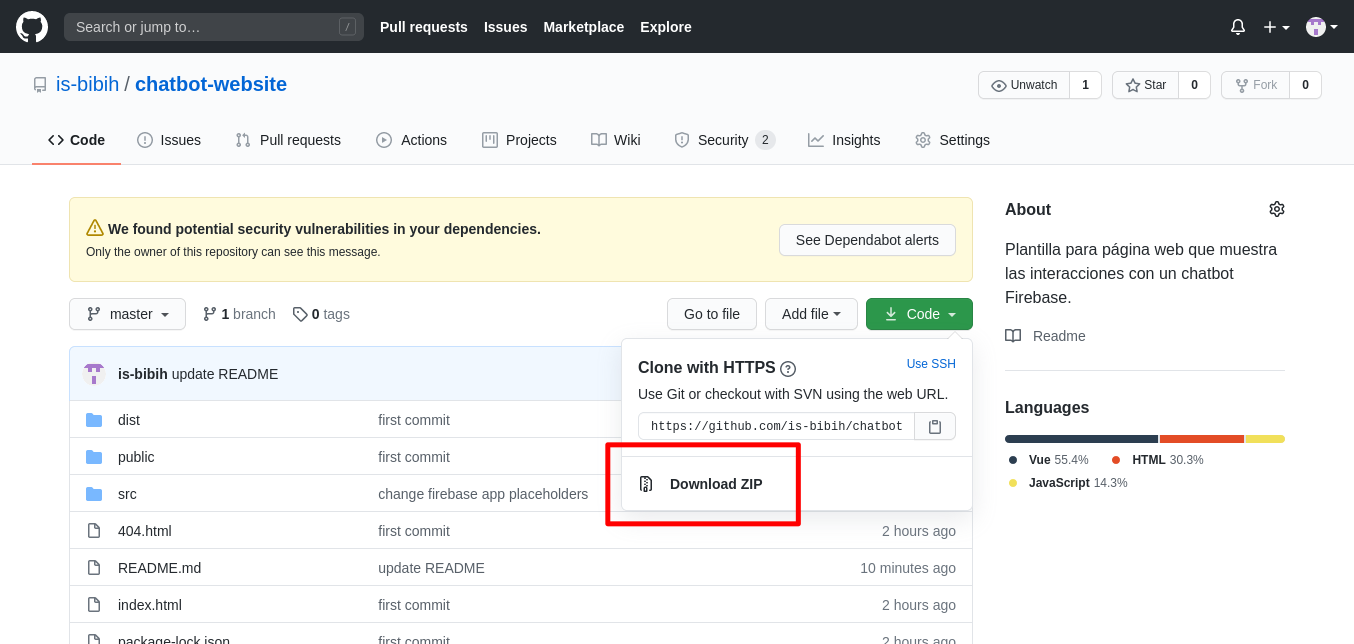 Search or jump to… / Pull requests Issues Marketplace Explore
is-bibih / chatbot-website Unwatch 1 Star 0 Fork 0
Code Issues Pull requests Actions Projects Wiki Security 2 Insights Settings
We found potential security vulnerabilities in your dependencies.
Only the owner of this repository can see this message.
See Dependabot alerts
About
Plantilla para página web que muestra
las interacciones con un chatbot
Firebase.
Readme
master 1 branch 0 tags Go to file Add file Code
Clone with HTTPS ? Use SSH
Use Git or checkout with SVN using the web URL.
https://github.com/is-bibih/chatbot
Download ZIP
is-bibih update README
dist first commit
public first commit
src change firebase app placeholders
404.html first commit 2 hours ago
README.md update README 10 minutes ago
index.html first commit 2 hours ago
package-lock.json first commit 2 hours ago
Languages
Vue 55.4% HTML 30.3%
JavaScript 14.3%